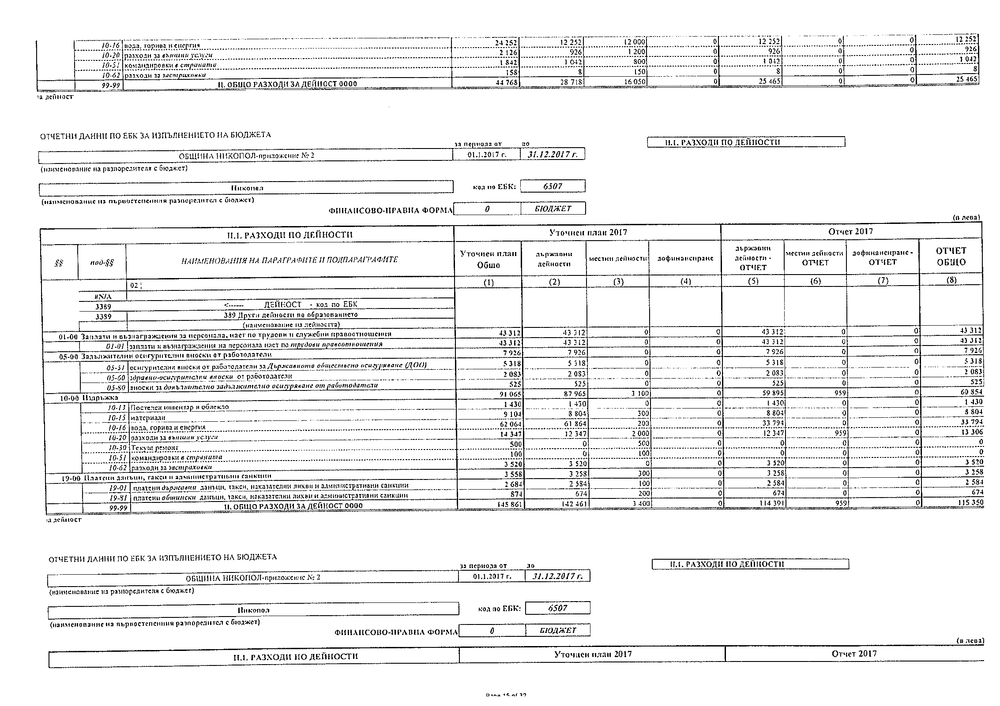 10-16 вода, горива и енергия 24 252 12 252 12 000 0 12 252 0 0 12 252
10-20 разходи за външни услуги 2 126 926 1 200 0 926 0 0 926
10-51 командировки в страната 1 842 1 042 800 0 1 042 0 0 1 042
10-62 разходи за застраховки 158 8 150 0 8 0 0 8
99-99 II. ОБЩО РАЗХОДИ ЗА ДЕЙНОСТ 0000 44 768 28 718 16 050 0 25 465 0 0 25 465
за дейност
ОТЧЕТНИ ДАННИ ПО ЕБК ЗА ИЗПЪЛНЕНИЕТО НА БЮДЖЕТА
за периода от до II.1. РАЗХОДИ ПО ДЕЙНОСТИ
ОБЩИНА НИКОПОЛ-приложение № 2 01.1.2017 г. 31.12.2017 г.
(наименование на разпоредителя с бюджет)
Никопол код по ЕБК: 6507
(наименование на първостепенния разпоредител с бюджет)
ФИНАНСОВО-ПРАВНА ФОРМА 0 БЮДЖЕТ
(в лева)
II.1. РАЗХОДИ ПО ДЕЙНОСТИ Уточнен план 2017 Отчет 2017
§§ под-§§ НАИМЕНОВАНИЯ НА ПАРАГРАФИТЕ И ПОДПАРАГРАФИТЕ Уточнен план Общо държавни дейности местни дейности дофинансиране държавни дейности - ОТЧЕТ местни дейности ОТЧЕТ дофинансиране - ОТЧЕТ ОТЧЕТ ОБЩО
02 (1) (2) (3) (4) (5) (6) (7) (8)
#N/A
3389 <------ ДЕЙНОСТ - код по ЕБК
3389 389 Други дейности по образованието
(наименование на дейността)
01-00 Заплати и възнаграждения за персонала, нает по трудови и служебни правоотношения 43 312 43 312 0 0 43 312 0 0 43 312
01-01 заплати и възнаграждения на персонала нает по трудови правоотношения 43 312 43 312 0 0 43 312 0 0 43 312
05-00 Задължителни осигурителни вноски от работодатели 7 926 7 926 0 0 7 926 0 0 7 926
05-51 осигурителни вноски от работодатели за Държавното обществено осигуряване (ДОО) 5 318 5 318 0 0 5 318 0 0 5 318
05-60 здравно-осигурителни вноски от работодатели 2 083 2 083 0 0 2 083 0 0 2 083
05-80 вноски за допълнително задължително осигуряване от работодатели 525 525 0 0 525 0 0 525
10-00 Издръжка 91 065 87 965 3 100 0 59 895 959 0 60 854
10-13 Постелен инвентар и облекло 1 430 1 430 0 0 1 430 0 0 1 430
10-15 материали 9 104 8 804 300 0 8 804 0 0 8 804
10-16 вода, горива и енергия 62 064 61 864 200 0 33 794 0 0 33 794
10-20 разходи за външни услуги 14 347 12 347 2 000 0 12 347 959 0 13 306
10-30 Текущ ремонт 500 0 500 0 0 0 0 0
10-51 командировки в страната 100 0 100 0 0 0 0 0
10-62 разходи за застраховки 3 520 3 520 0 0 3 520 0 0 3 520
19-00 Платени данъци, такси и административни санкции 3 558 3 258 300 0 3 258 0 0 3 258
19-01 платени държавни данъци, такси, наказателни лихви и административни санкции 2 684 2 584 100 0 2 584 0 0 2 584
19-81 платени общински данъци, такси, наказателни лихви и административни санкции 874 674 200 0 674 0 0 674
99-99 II. ОБЩО РАЗХОДИ ЗА ДЕЙНОСТ 0000 145 861 142 461 3 400 0 114 391 959 0 115 350
за дейност
ОТЧЕТНИ ДАННИ ПО ЕБК ЗА ИЗПЪЛНЕНИЕТО НА БЮДЖЕТА
за периода от до II.1. РАЗХОДИ ПО ДЕЙНОСТИ
ОБЩИНА НИКОПОЛ-приложение № 2 01.1.2017 г. 31.12.2017 г.
(наименование на разпоредителя с бюджет)
Никопол код по ЕБК: 6507
(наименование на първостепенния разпоредител с бюджет)
ФИНАНСОВО-ПРАВНА ФОРМА 0 БЮДЖЕТ
(в лева)
II.1. РАЗХОДИ ПО ДЕЙНОСТИ Уточнен план 2017 Отчет 2017
Page 15 of 32